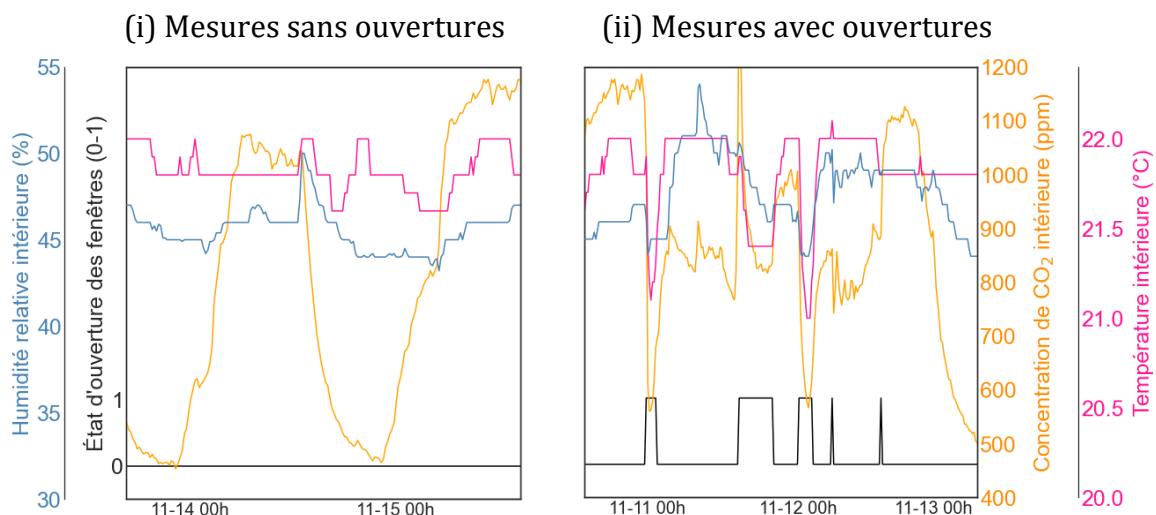 (i) Mesures sans ouvertures
(ii) Mesures avec ouvertures
Humidité relative intérieure (%)
55
50
45
40
35
30
État d'ouverture des fenêtres (0-1)
1
0
11-14 00h
11-15 00h
11-11 00h
11-12 00h
11-13 00h
1200
1100
1000
900
800
700
600
500
400
Concentration de CO₂ intérieure (ppm)
22.0
21.5
21.0
20.5
20.0
Température intérieure (°C)